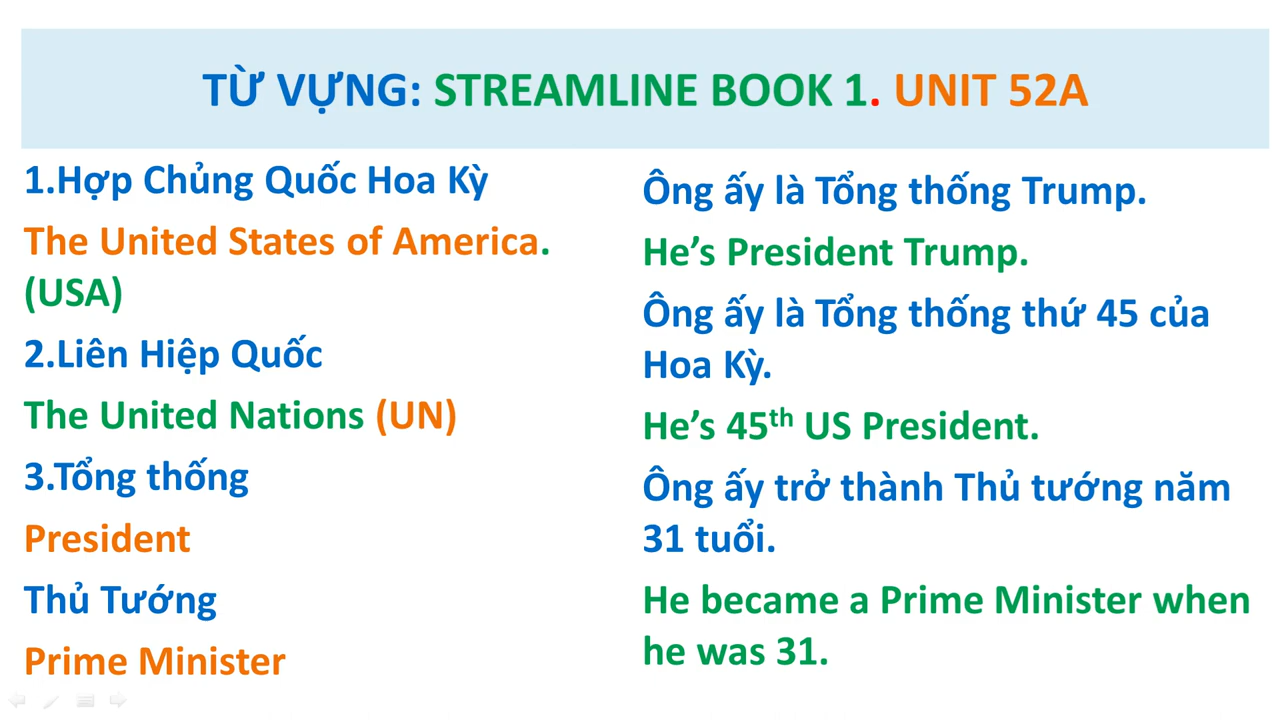 TỪ VỰNG: STREAMLINE BOOK 1. UNIT 52A
1.Hợp Chủng Quốc Hoa Kỳ
The United States of America.
(USA)
2.Liên Hiệp Quốc
The United Nations (UN)
3.Tổng thống
President
Thủ Tướng
Prime Minister
Ông ấy là Tổng thống Trump.
He’s President Trump.
Ông ấy là Tổng thống thứ 45 của
Hoa Kỳ.
He’s 45th US President.
Ông ấy trở thành Thủ tướng năm
31 tuổi.
He became a Prime Minister when
he was 31.